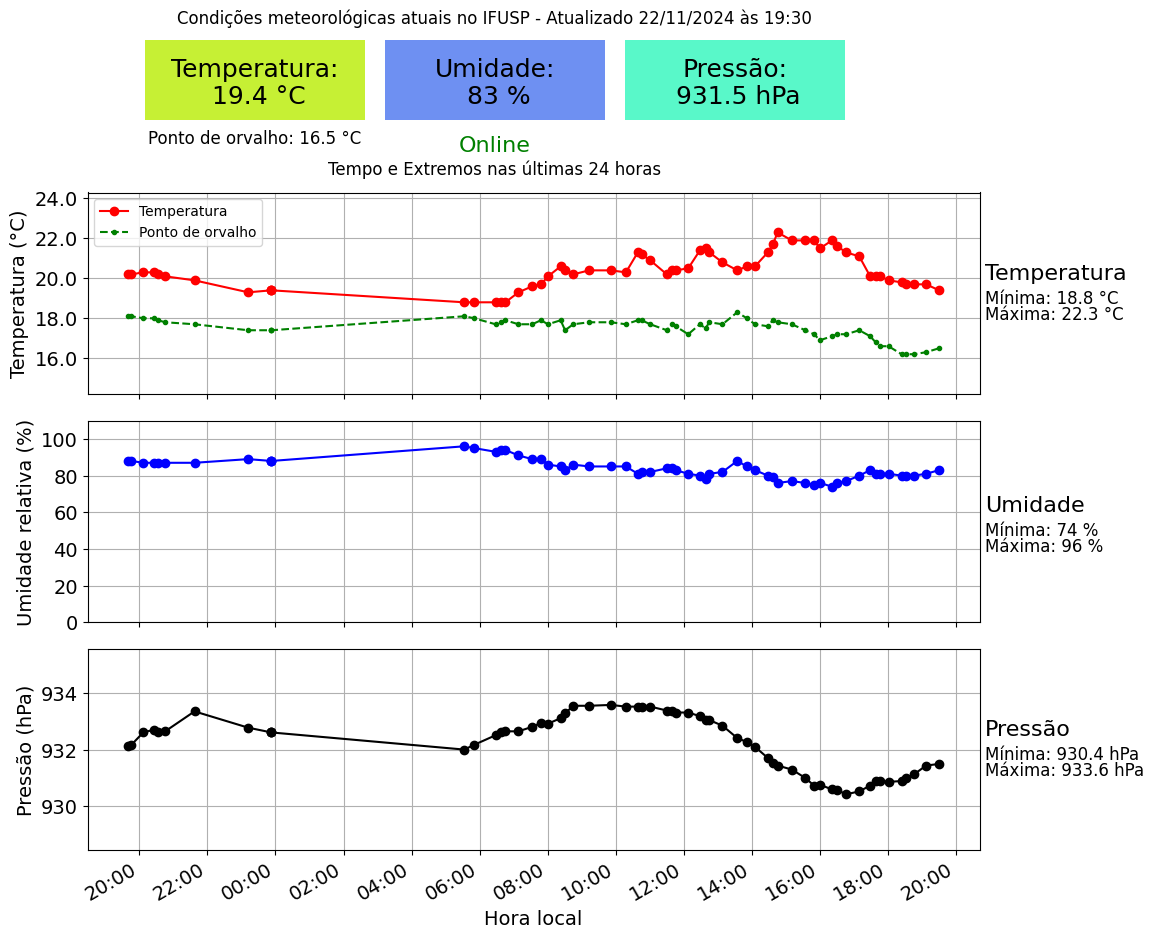 Condições meteorológicas atuais no IFUSP - Atualizado 22/11/2024 às 19:30
Temperatura:
19.4 °C
Umidade:
83 %
Pressão:
931.5 hPa
Ponto de orvalho: 16.5 °C
Online
Tempo e Extremos nas últimas 24 horas
Temperatura (°C)
24.0
22.0
20.0
18.0
16.0
Temperatura
Ponto de orvalho
Temperatura
Mínima: 18.8 °C
Máxima: 22.3 °C
Umidade relativa (%)
100
80
60
40
20
0
Umidade
Mínima: 74 %
Máxima: 96 %
Pressão (hPa)
934
932
930
Pressão
Mínima: 930.4 hPa
Máxima: 933.6 hPa
20:00 22:00 00:00 02:00 04:00 06:00 08:00 10:00 12:00 14:00 16:00 18:00 20:00
Hora local